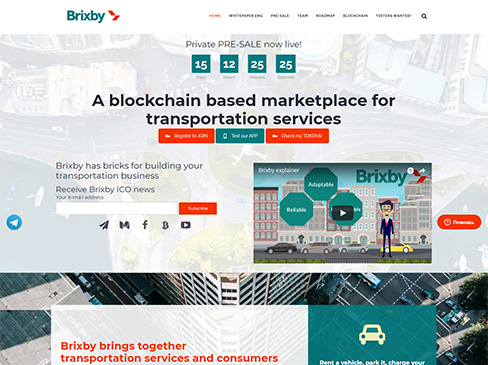 Brixby
HOME WHITEPAPER ENG PRE-SALE TEAM ROADMAP BLOCKCHAIN TESTERS WANTED!
Private PRE-SALE now live!
15 12 25 25
Days Hours Minutes Seconds
A blockchain based marketplace for
transportation services
Register to JOIN Test our APP Check my TOKENS!
Brixby has bricks for building your
transportation business
Receive Brixby ICO news
Your e-mail address
Subscribe
Brixby explainer
Brixby
Adaptable
Reliable
Помощь
Brixby brings together
transportation services and consumers
Rent a vehicle, park it, charge your